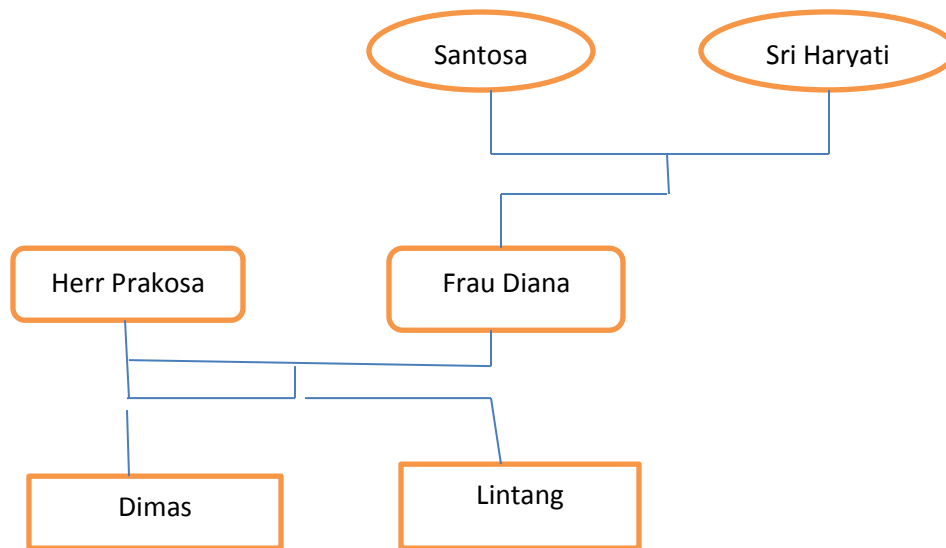 Santosa
Sri Haryati
Herr Prakosa
Frau Diana
Dimas
Lintang